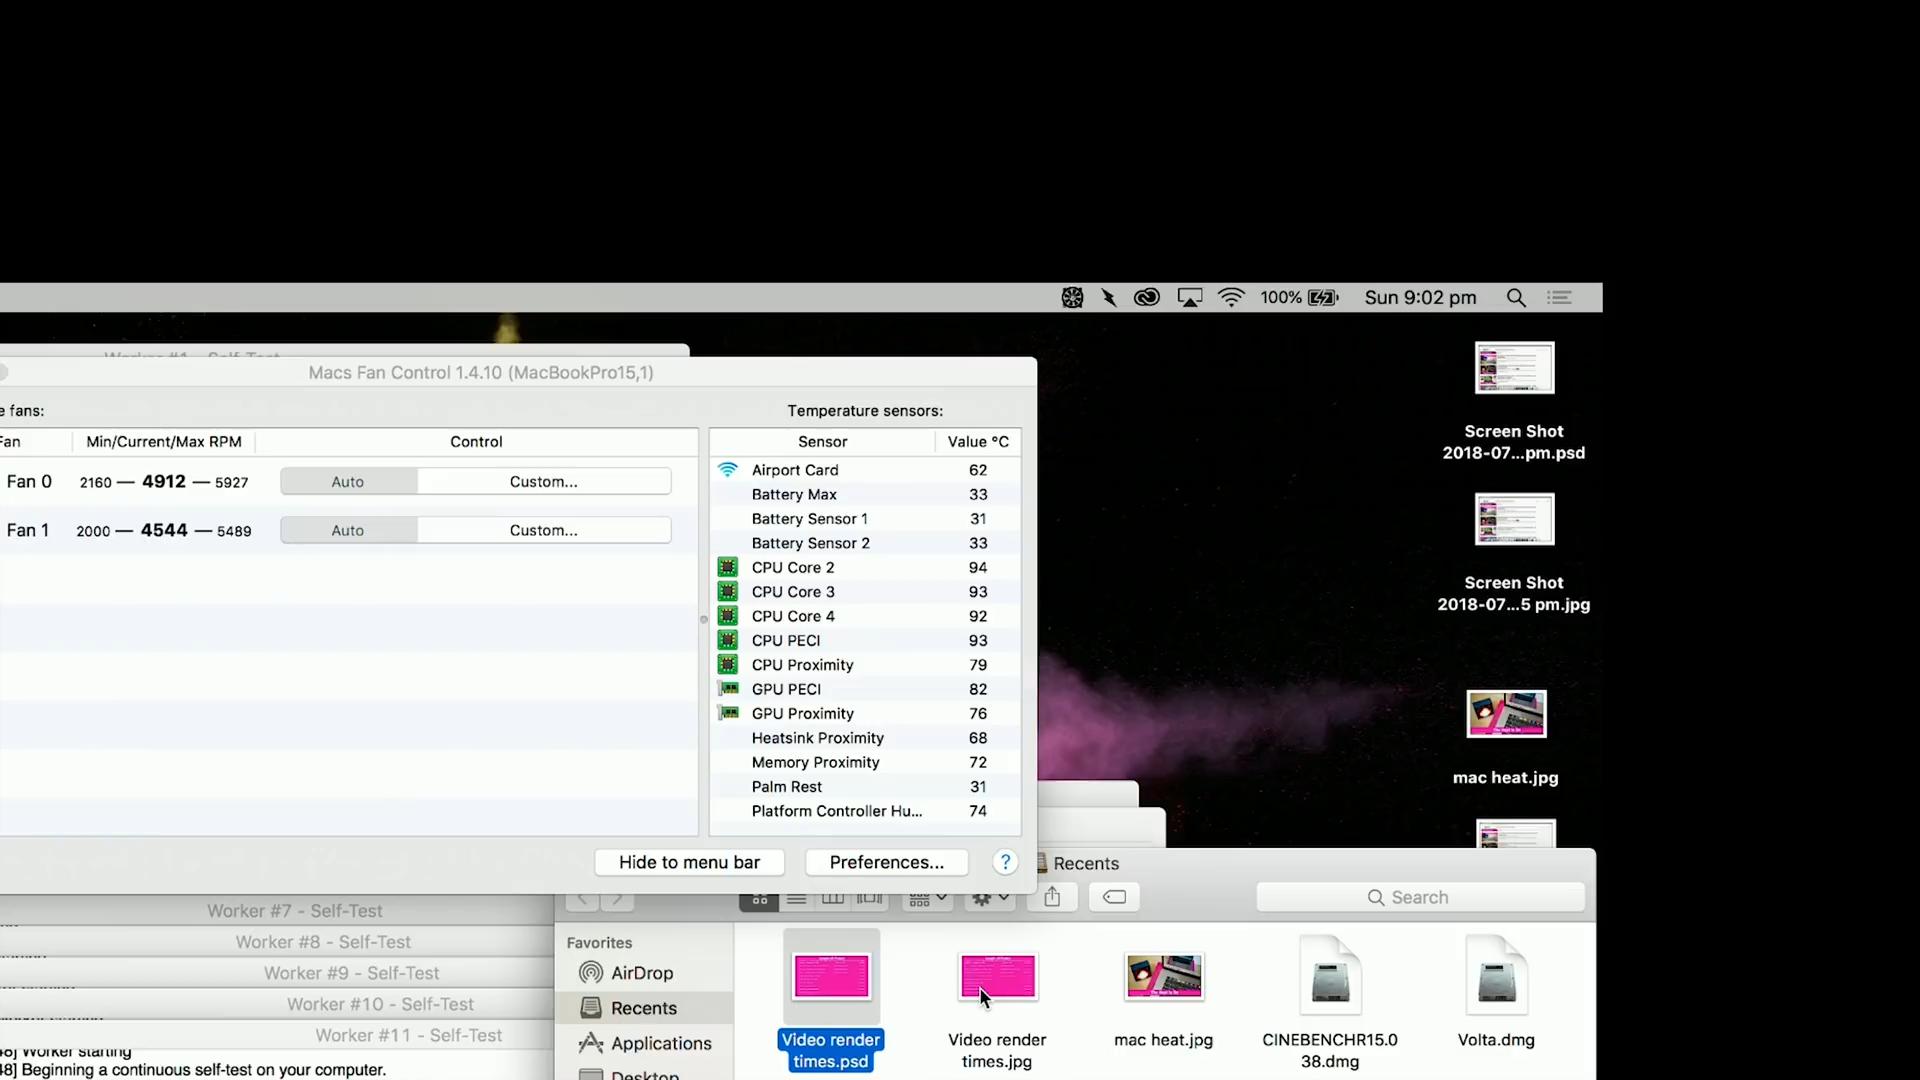 100%
Sun 9:02 pm
Macs Fan Control 1.4.10 (MacBookPro15,1)
e fans:
Temperature sensors:
Fan
Min/Current/Max RPM
Control
Sensor
Value °C
Fan 0
2160 — 4912 — 5927
Auto
Custom...
Fan 1
2000 — 4544 — 5489
Auto
Custom...
Airport Card 62
Battery Max 33
Battery Sensor 1 31
Battery Sensor 2 33
CPU Core 2 94
CPU Core 3 93
CPU Core 4 92
CPU PECI 93
CPU Proximity 79
GPU PECI 82
GPU Proximity 76
Heatsink Proximity 68
Memory Proximity 72
Palm Rest 31
Platform Controller Hu... 74
Hide to menu bar
Preferences...
?
Screen Shot
2018-07...pm.psd
Screen Shot
2018-07...5 pm.jpg
mac heat.jpg
Recents
Search
Worker #7 - Self-Test
Worker #8 - Self-Test
Worker #9 - Self-Test
Worker #10 - Self-Test
Worker #11 - Self-Test
48] Worker starting
48] Beginning a continuous self-test on your computer.
Favorites
AirDrop
Recents
Applications
Desktop
Video render
times.psd
Video render
times.jpg
mac heat.jpg
CINEBENCHR15.0
38.dmg
Volta.dmg